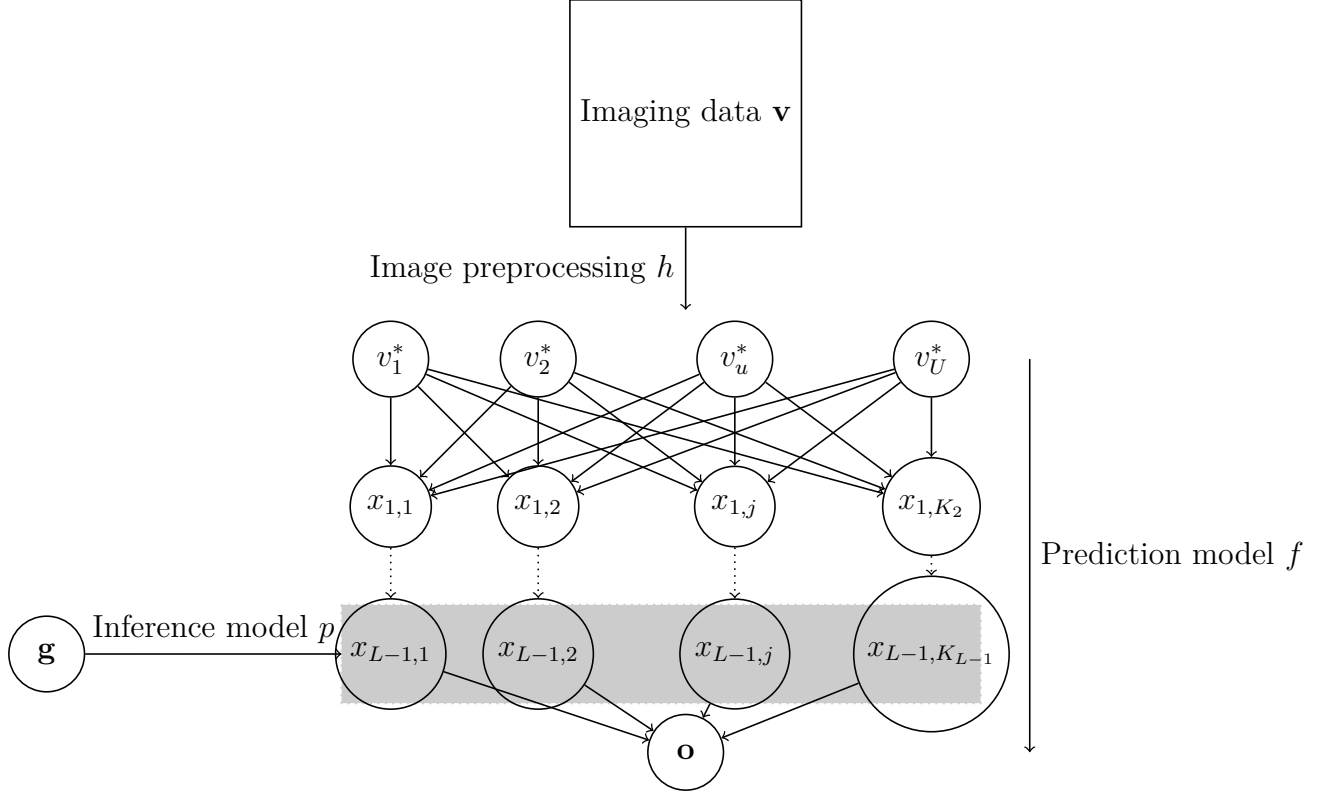 Imaging data v
Image preprocessing h
v*_1 v*_2 v*_u v*_U
x_{1,1} x_{1,2} x_{1,j} x_{1,K_2}
Prediction model f
Inference model p
g x_{L−1,1} x_{L−1,2} x_{L−1,j} x_{L−1,K_{L−1}}
o